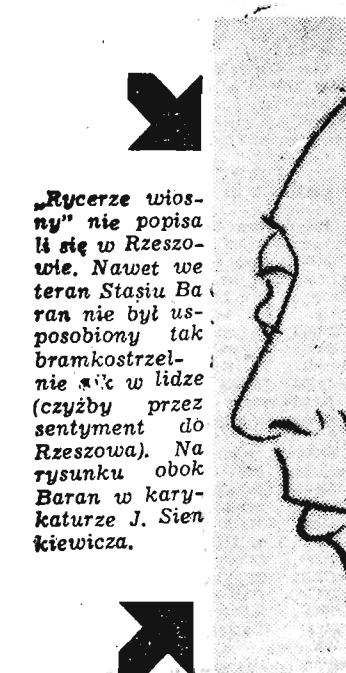 „Rycerze wios-
ny” nie popisa
li się w Rzeszo-
wie. Nawet we
teran Stasiu Ba
ran nie był us-
posobiony tak
bramkostrzel-
nie w lidze
(czyżby przez
sentyment do
Rzeszowa). Na
rysunku obok
Baran w kary-
katurze J. Sien
kiewicza.